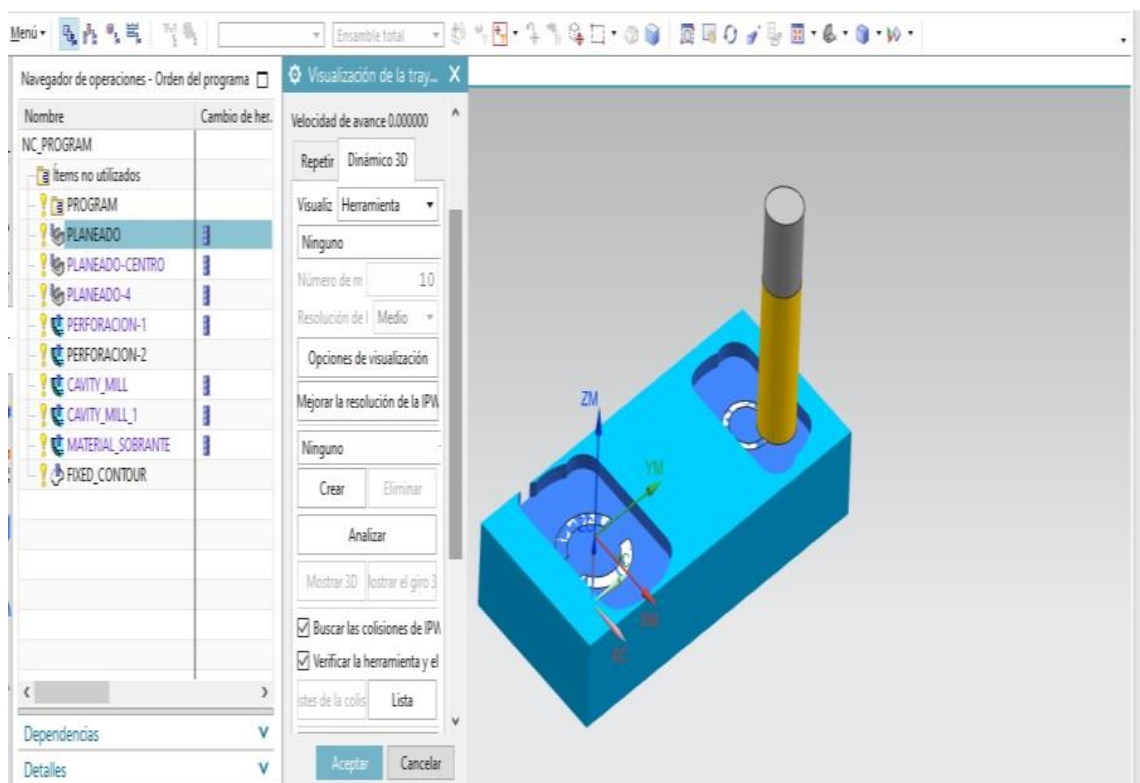 Menú
Ensamble total
Navegador de operaciones - Orden del programa
Nombre
Cambio de her.
NC_PROGRAM
Ítems no utilizados
PROGRAM
PLANEADO
PLANEADO-CENTRO
PLANEADO-4
PERFORACION-1
PERFORACION-2
CAVITY_MILL
CAVITY_MILL_1
MATERIAL_SOBRANTE
FIXED_CONTOUR
Dependencias
Detalles
Visualización de la tray...
Velocidad de avance 0.000000
Repetir
Dinámico 3D
Visualiz
Herramienta
Ninguno
Número de m
10
Resolución de l
Medio
Opciones de visualización
Mejorar la resolución de la IPW
Ninguno
Crear
Eliminar
Analizar
Mostrar 3D
lostrar el giro 3
Buscar las colisiones de IPW
Verificar la herramienta y el
istes de la colis
Lista
Aceptar
Cancelar
ZM
YM
XM
XC